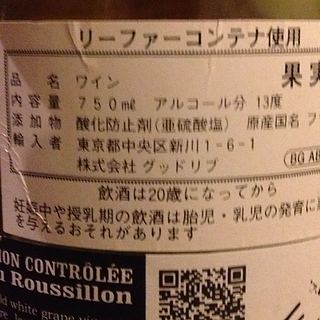 リーファーコンテナ使用
品 名 ワイン 果実
内容量 750ml アルコール分 13度
添加物 酸化防止剤(亜硫酸塩) 原産国名 フ
輸入者 東京都中央区新川1-6-1
株式会社 グッドリブ BG AB
飲酒は20歳になってから
妊娠中や授乳期の飲酒は胎児・乳児の発育に
を与えるおそれがあります
ION CONTRÔLÉE
Roussillon
white grape